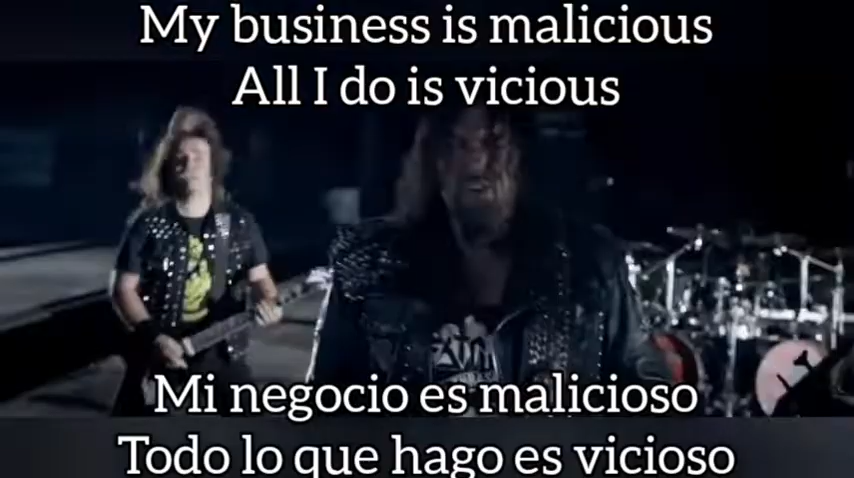 My business is malicious
All I do is vicious
Mi negocio es malicioso
Todo lo que hago es vicioso